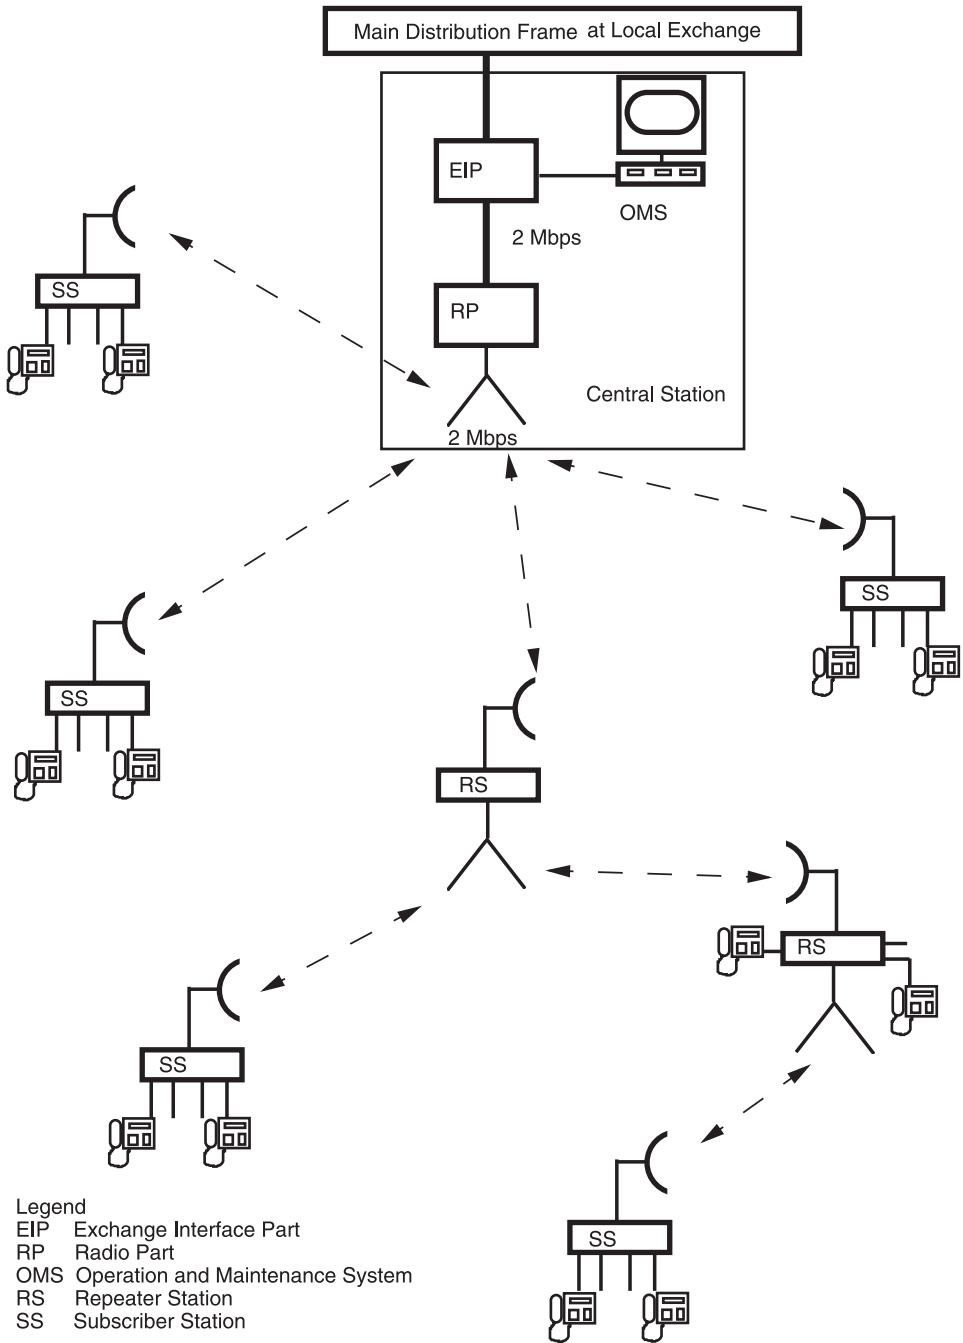 Main Distribution Frame at Local Exchange
EIP
OMS
2 Mbps
SS
RP
Central Station
2 Mbps
SS
SS
RS
RS
SS
SS
Legend
EIP Exchange Interface Part
RP Radio Part
OMS Operation and Maintenance System
RS Repeater Station
SS Subscriber Station